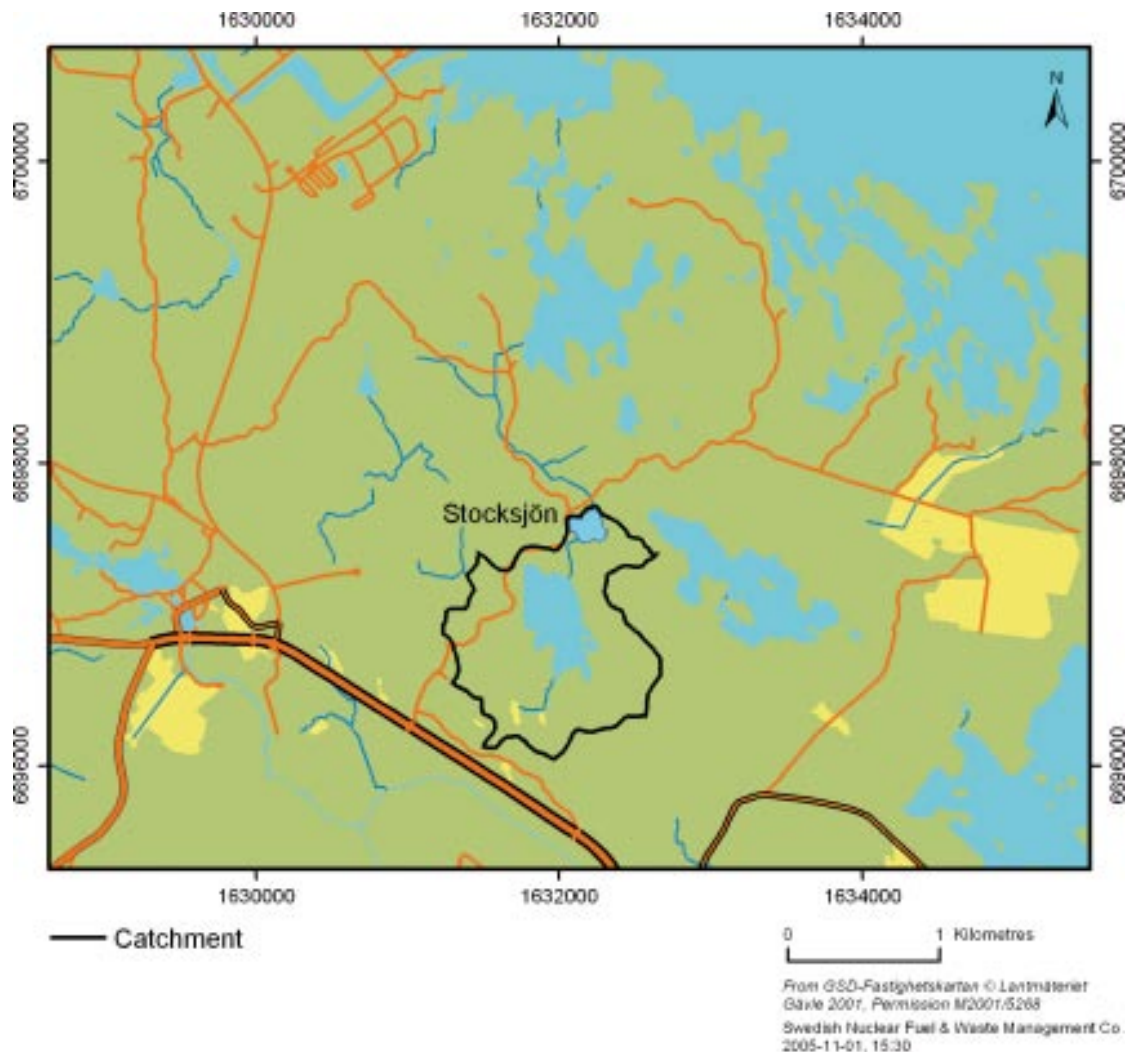 1630000 1632000 1634000
N
6700000 6700000
6698000 6698000
Stocksjön
6696000 6696000
1630000 1632000 1634000
Catchment
0 1 Kilometres
From GSD-Fastighetskartan © Lantmäteriet
Gävle 2001, Permission M2001/5268
Swedish Nuclear Fuel & Waste Management Co
2005-11-01, 15:30